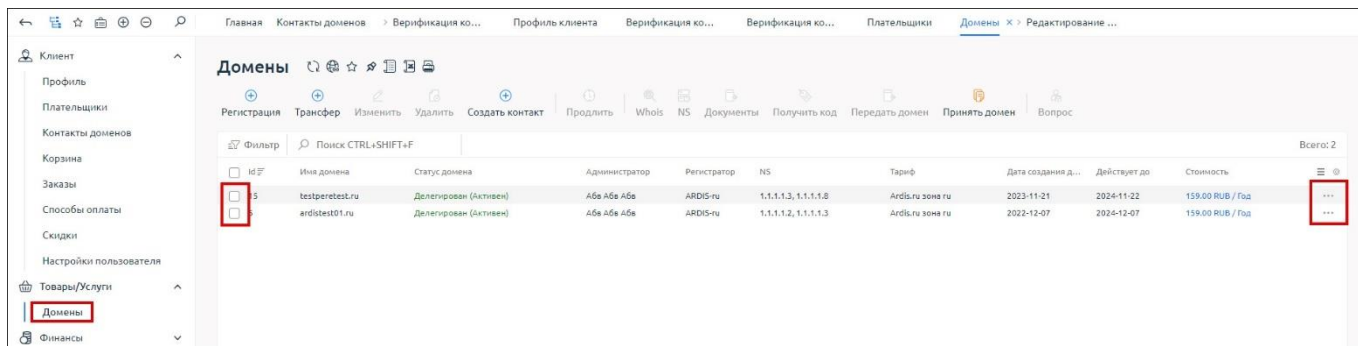 Главная Контакты доменов > Верификация ко... Профиль клиента Верификация ко... Верификация ко... Плательщики Домены × > Редактирование ...
Клиент
Профиль
Плательщики
Контакты доменов
Корзина
Заказы
Способы оплаты
Скидки
Настройки пользователя
Товары/Услуги
Домены
Финансы
Домены
Регистрация Трансфер Изменить Удалить Создать контакт Продлить Whois NS Документы Получить код Передать домен Принять домен Вопрос
Фильтр Поиск CTRL+SHIFT+F Всего: 2
Id Имя домена Статус домена Администратор Регистратор NS Тариф Дата создания д... Действует до Стоимость
15 testperetest.ru Делегирован (Активен) Абв Абв Абв ARDIS-ru 1.1.1.1.3, 1.1.1.1.8 Ardis.ru зона ru 2023-11-21 2024-11-22 159.00 RUB / Год ...
ardistest01.ru Делегирован (Активен) Абв Абв Абв ARDIS-ru 1.1.1.1.2, 1.1.1.1.3 Ardis.ru зона ru 2022-12-07 2024-12-07 159.00 RUB / Год ...